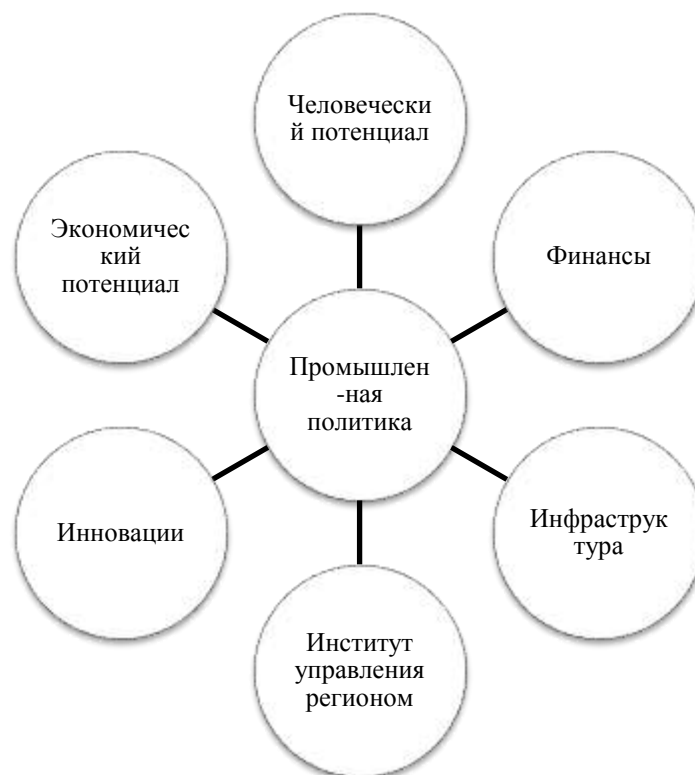 Человечески
й потенциал
Экономичес
кий
потенциал
Финансы
Промышлен
-ная
политика
Инновации
Инфраструк
тура
Институт
управления
регионом